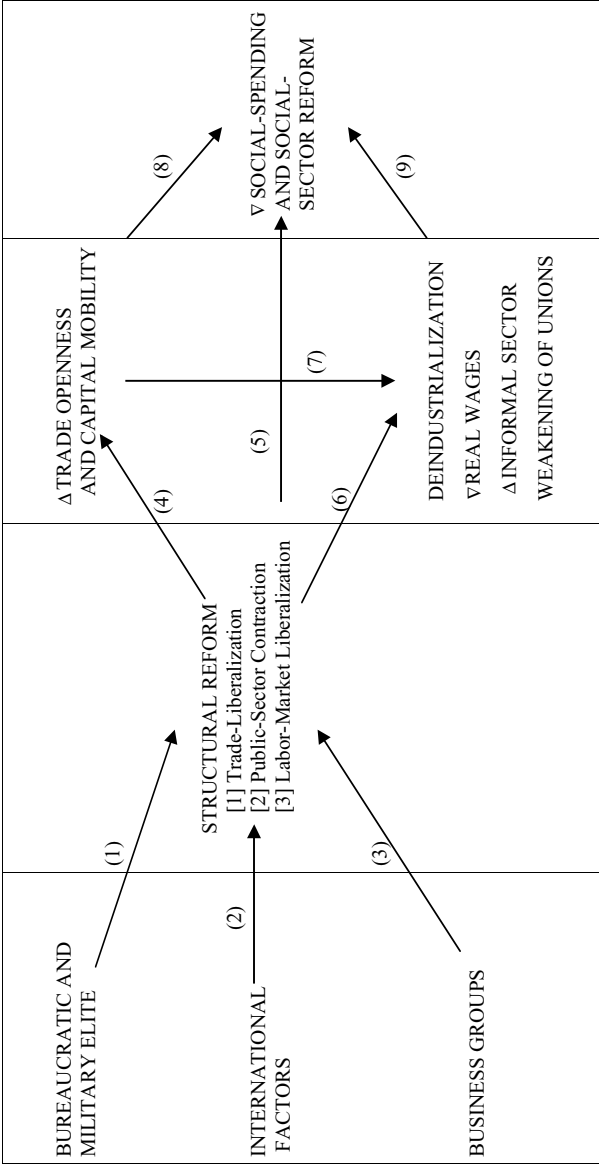 BUREAUCRATIC AND
MILITARY ELITE
INTERNATIONAL
FACTORS
BUSINESS GROUPS
(1)
(2)
(3)
STRUCTURAL REFORM
[1] Trade-Liberalization
[2] Public-Sector Contraction
[3] Labor-Market Liberalization
(4)
(5)
(6)
∆ TRADE OPENNESS
AND CAPITAL MOBILITY
(7)
DEINDUSTRIALIZATION
∇REAL WAGES
∆ INFORMAL SECTOR
WEAKENING OF UNIONS
(8)
∇ SOCIAL-SPENDING
AND SOCIAL-
SECTOR REFORM
(9)